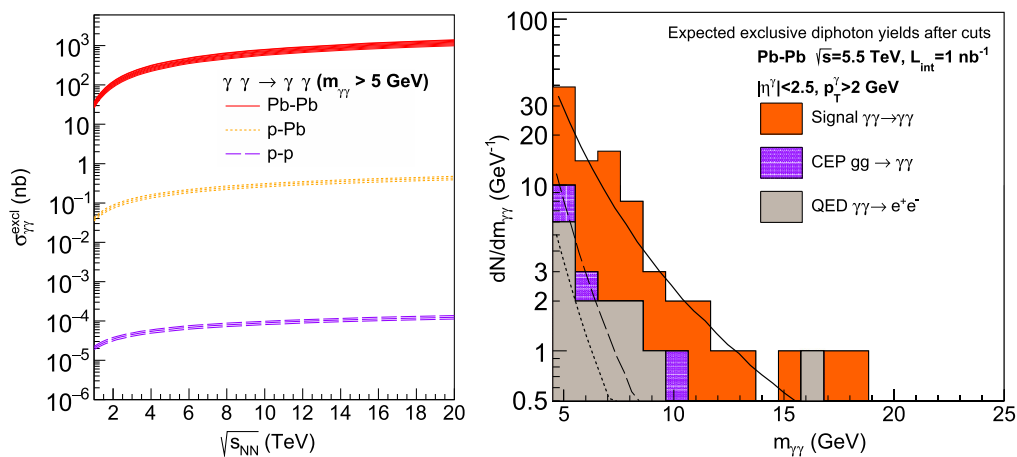 σ_γγ^excl (nb)
10³
10²
10
1
10⁻¹
10⁻²
10⁻³
10⁻⁴
10⁻⁵
10⁻⁶
γ γ → γ γ (m_γγ > 5 GeV)
Pb-Pb
p-Pb
p-p
2 4 6 8 10 12 14 16 18 20
√s_NN (TeV)
dN/dm_γγ (GeV⁻¹)
100
40
30
20
10
3
2
1
0.5
Expected exclusive diphoton yields after cuts
Pb-Pb √s=5.5 TeV, L_int=1 nb⁻¹
|η^γ|<2.5, p_T^γ>2 GeV
Signal γγ→γγ
CEP gg → γγ
QED γγ→ e⁺e⁻
5 10 15 20 25
m_γγ (GeV)